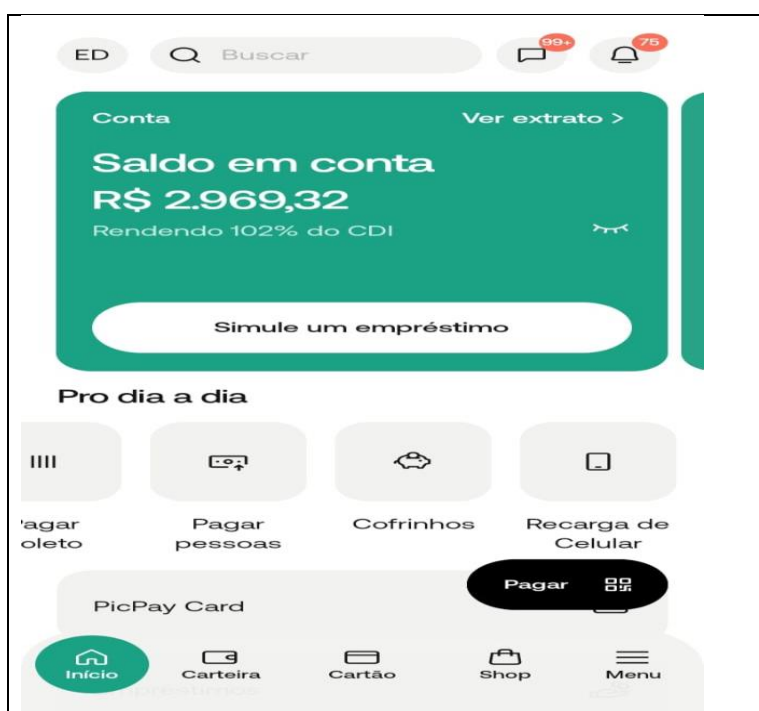 ED
Buscar
99+
75
Conta
Ver extrato >
Saldo em conta
R$ 2.969,32
Rendendo 102% do CDI
Simule um empréstimo
Pro dia a dia
agar
oleto
Pagar
pessoas
Cofrinhos
Recarga de
Celular
Pagar
PicPay Card
Início
Carteira
Cartão
Shop
Menu